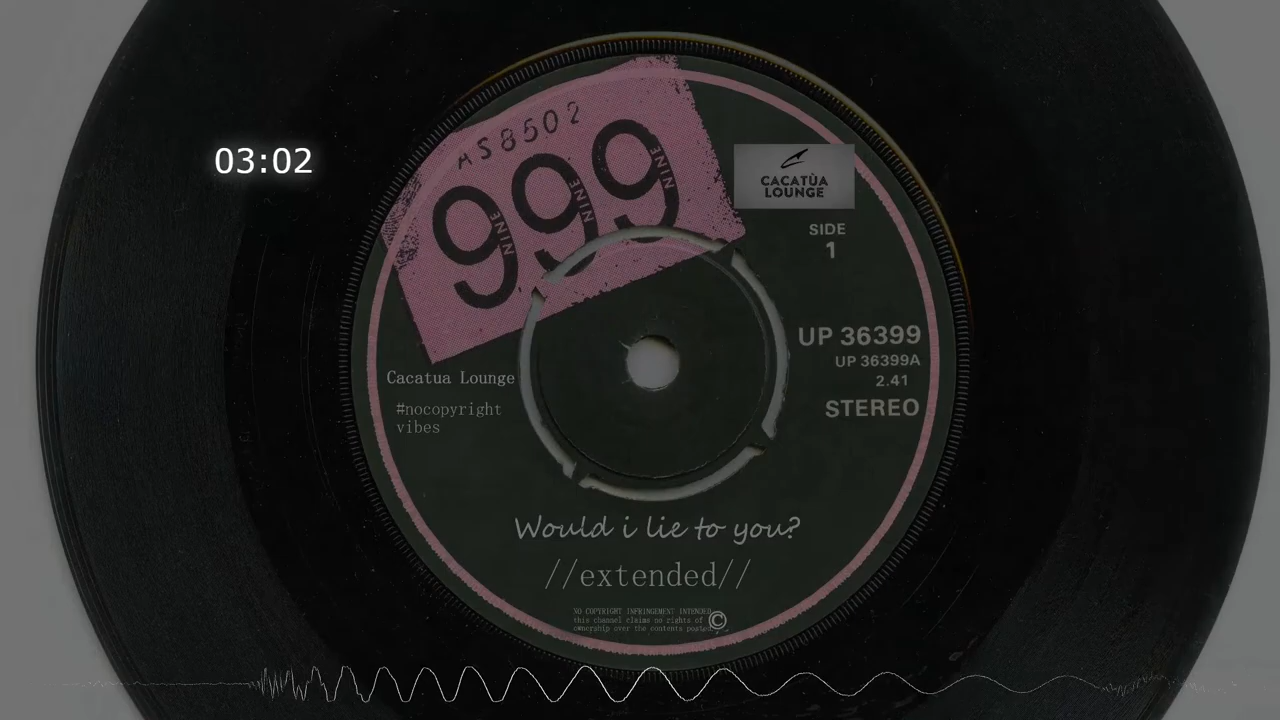 03:02
AS8502
999
NINE NINE NINE
CACATÙA
LOUNGE
SIDE
1
UP 36399
UP 36399A
2.41
STEREO
Cacatua Lounge
#nocopyright
vibes
Would i lie to you?
//extended//
NO COPYRIGHT INFRINGEMENT INTENDED
this channel claims no rights of
ownership over the contents posted
©